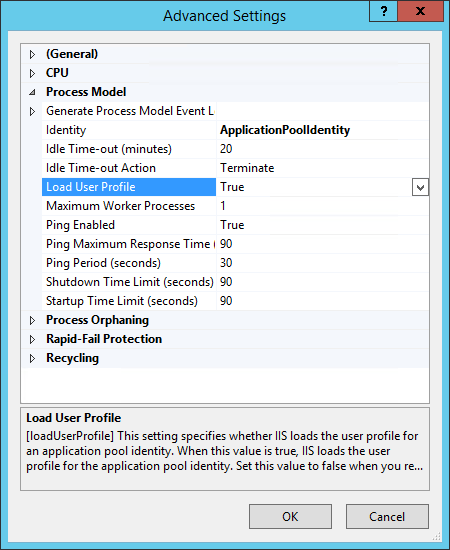 Advanced Settings
?
x
(General)
CPU
Process Model
Generate Process Model Event L
Identity ApplicationPoolIdentity
Idle Time-out (minutes) 20
Idle Time-out Action Terminate
Load User Profile True
Maximum Worker Processes 1
Ping Enabled True
Ping Maximum Response Time ( 90
Ping Period (seconds) 30
Shutdown Time Limit (seconds) 90
Startup Time Limit (seconds) 90
Process Orphaning
Rapid-Fail Protection
Recycling
Load User Profile
[loadUserProfile] This setting specifies whether IIS loads the user profile for
an application pool identity. When this value is true, IIS loads the user
profile for the application pool identity. Set this value to false when you re...
OK Cancel